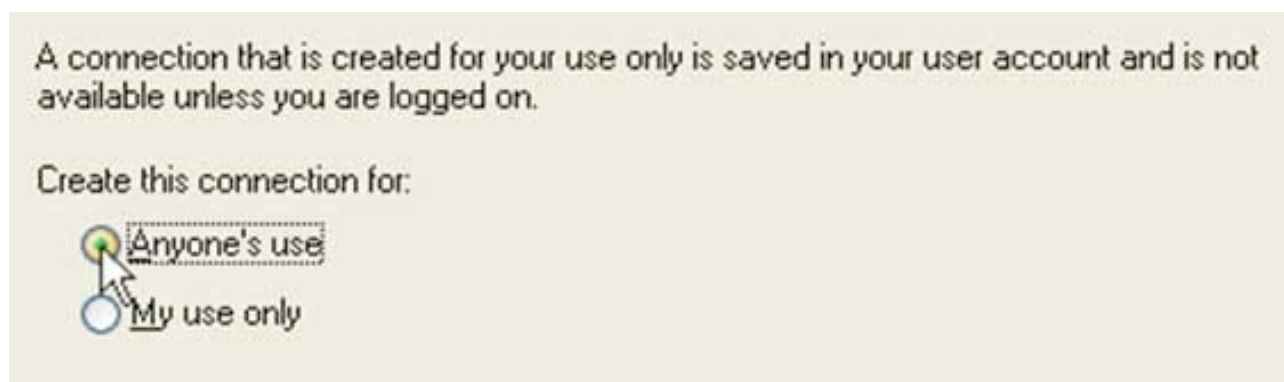 A connection that is created for your use only is saved in your user account and is not
available unless you are logged on.
Create this connection for:
Anyone's use
My use only